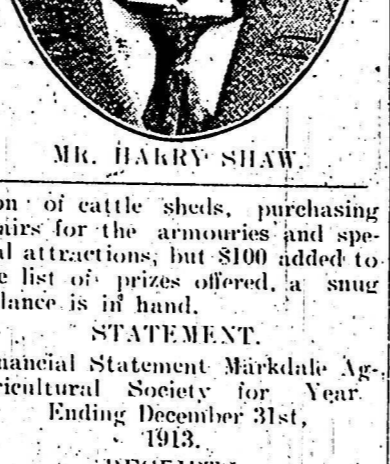 MR. HARRY SHAW.
on of cattle sheds, purchasing
airs for the armouries and spe-
al attractions, but $100 added to
e list of prizes offered, a snug
lance is in hand.
STATEMENT.
nancial Statement Markdale Ag-
ricultural Society for Year
Ending December 31st,
1913.